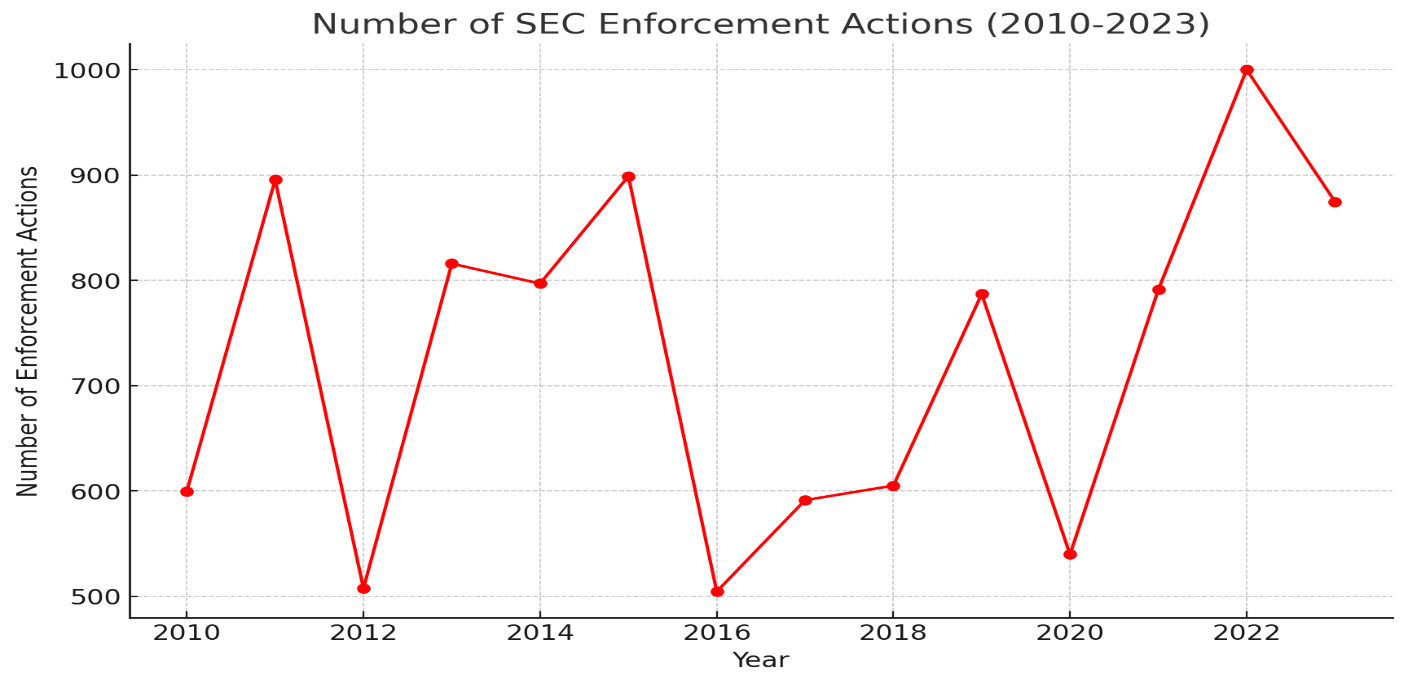 Number of SEC Enforcement Actions (2010-2023)
Number of Enforcement Actions
1000
900
800
700
600
500
2010 2012 2014 2016 2018 2020 2022
Year